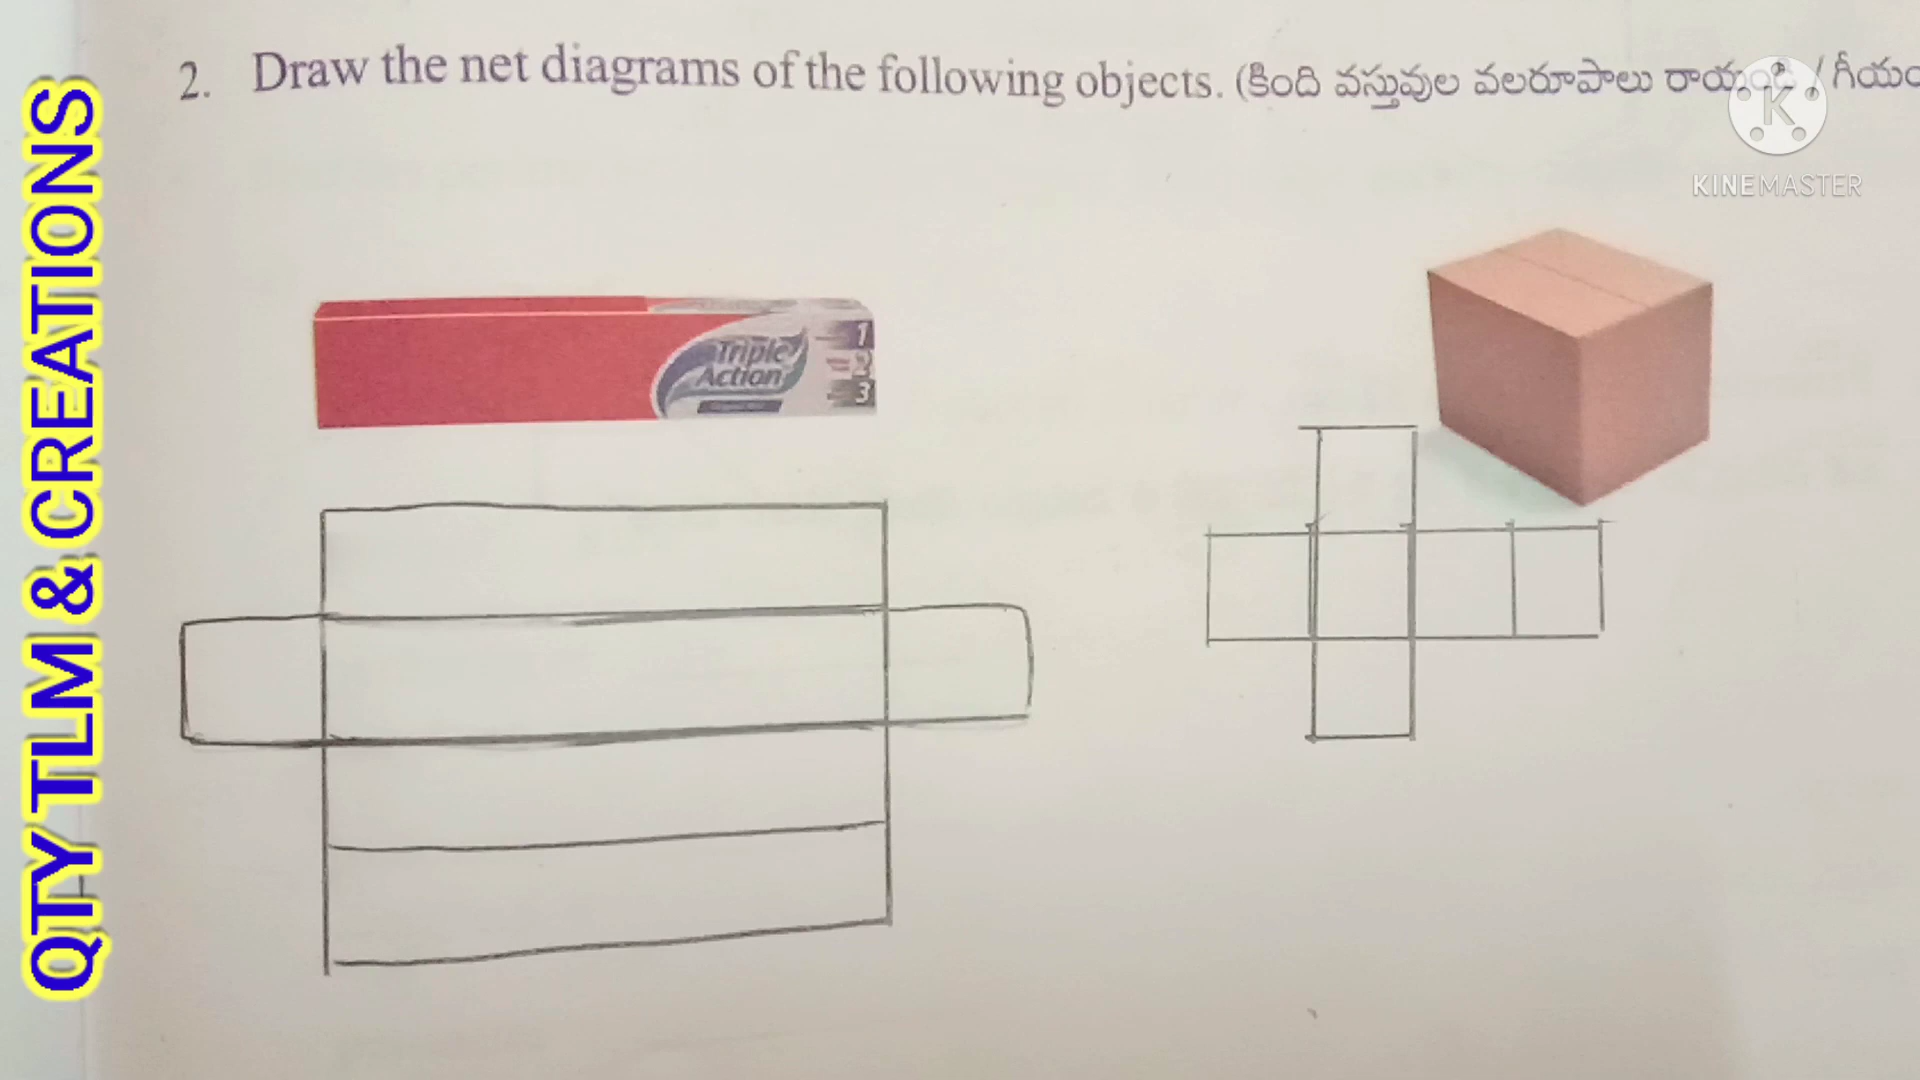 2. Draw the net diagrams of the following objects. (కింది వస్తువుల వలరూపాలు రాయండి / గీయం
KINEMASTER
Triple
Action
1
2
3
QTY TLM & CREATIONS